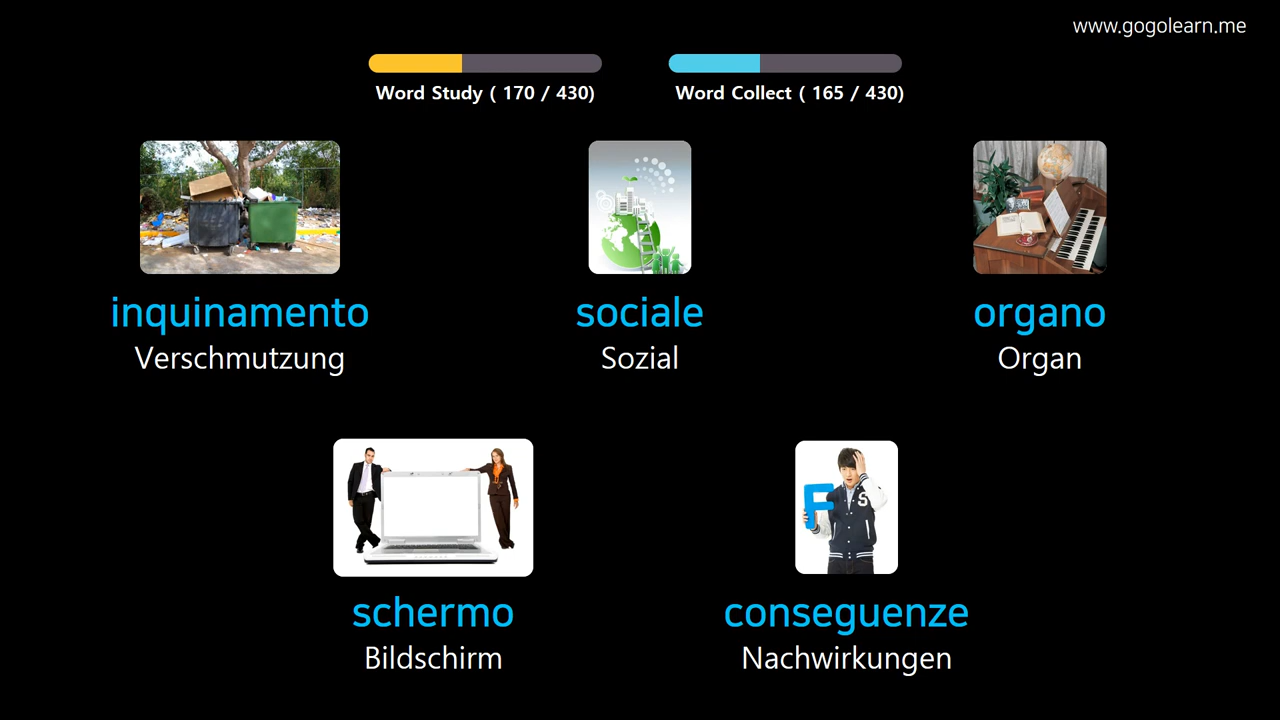 www.gogolearn.me
Word Study ( 170 / 430)
Word Collect ( 165 / 430)
inquinamento
Verschmutzung
sociale
Sozial
organo
Organ
F
S
schermo
Bildschirm
conseguenze
Nachwirkungen